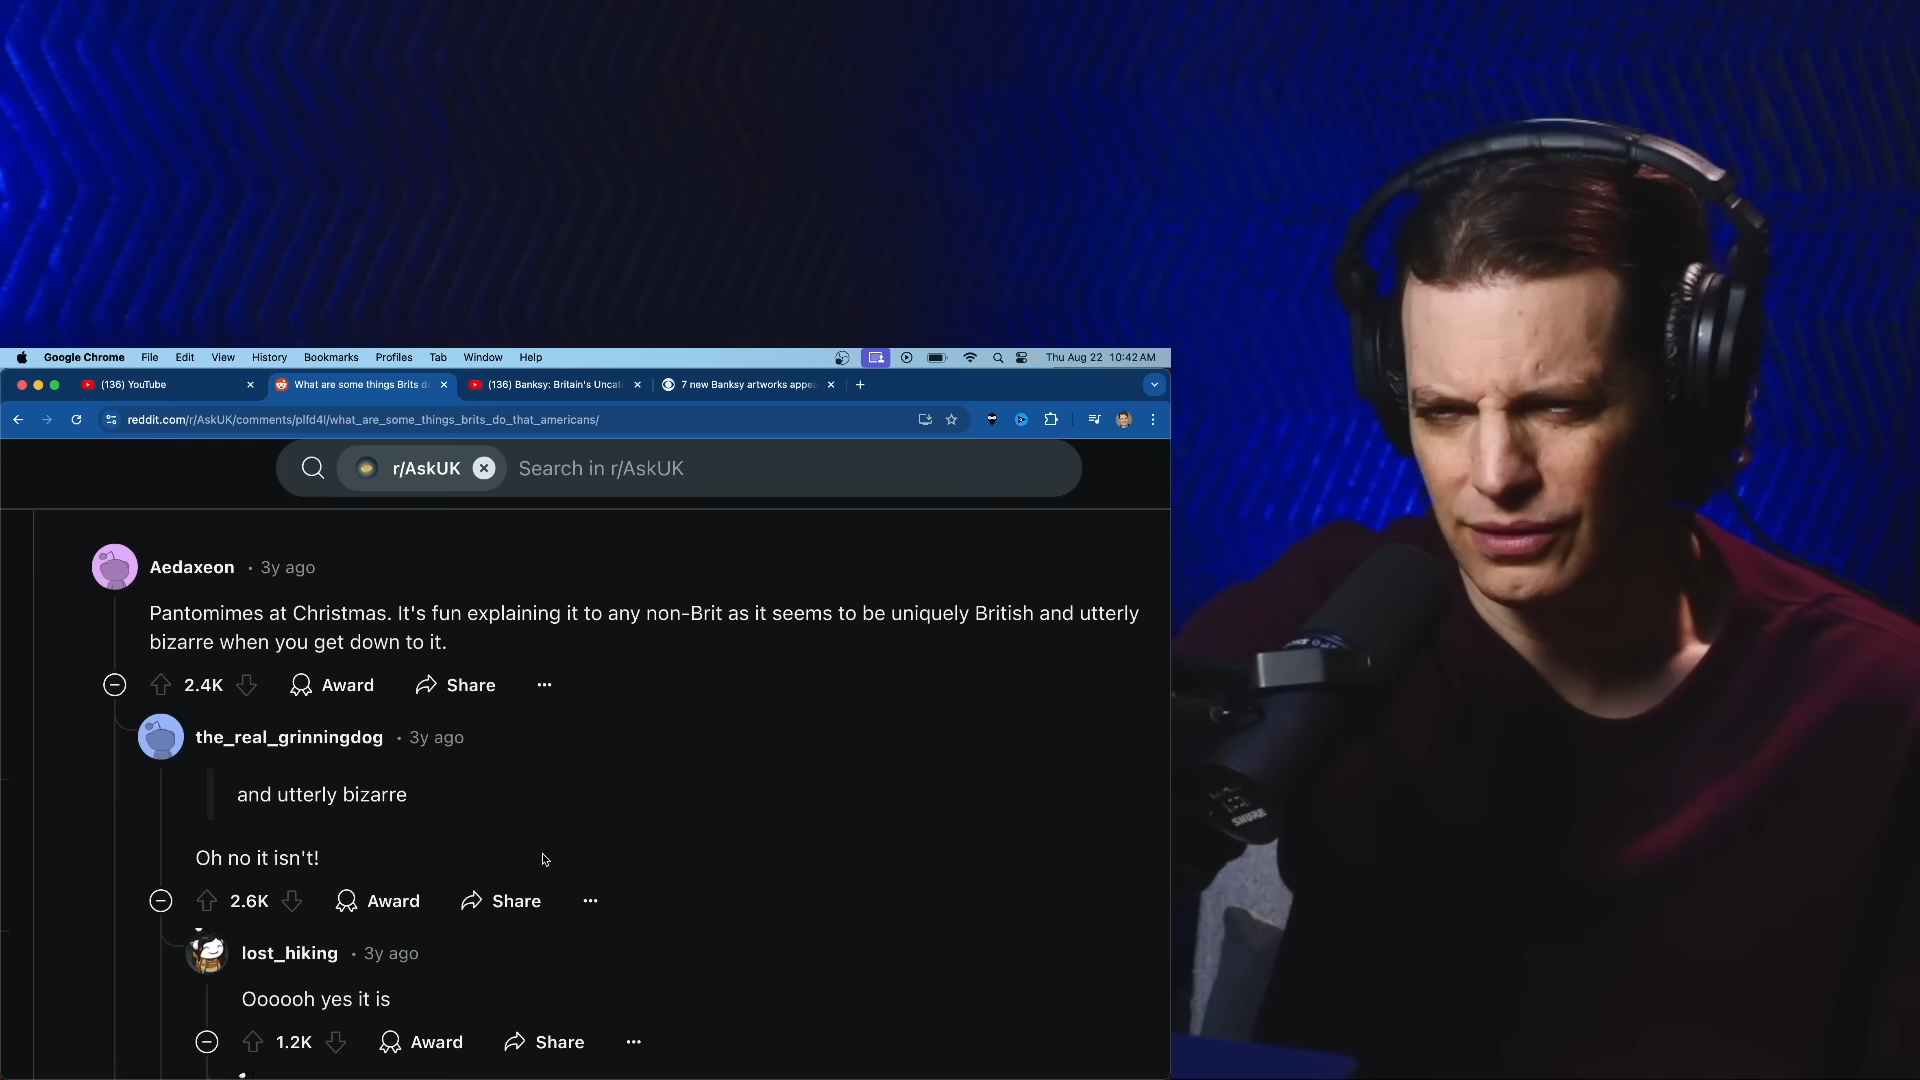 Google Chrome File Edit View History Bookmarks Profiles Tab Window Help Thu Aug 22 10:42 AM
(136) YouTube What are some things Brits d (136) Banksy: Britain's Uncat 7 new Banksy artworks appea
reddit.com/r/AskUK/comments/plfd4l/what_are_some_things_brits_do_that_americans/
r/AskUK Search in r/AskUK
Aedaxeon • 3y ago
Pantomimes at Christmas. It's fun explaining it to any non-Brit as it seems to be uniquely British and utterly
bizarre when you get down to it.
2.4K Award Share ...
the_real_grinningdog • 3y ago
and utterly bizarre
Oh no it isn't!
2.6K Award Share ...
lost_hiking • 3y ago
Oooooh yes it is
1.2K Award Share ...
SHURE